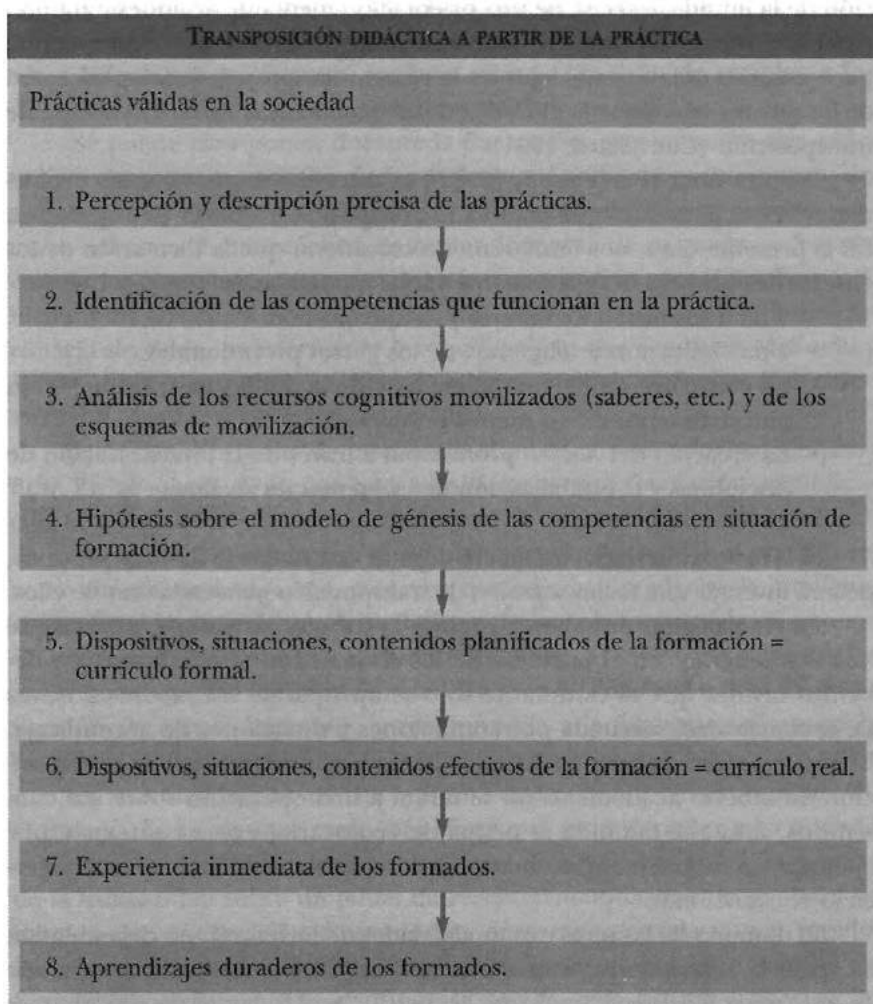 TRANSPOSICIÓN DIDÁCTICA A PARTIR DE LA PRÁCTICA
Prácticas válidas en la sociedad
1. Percepción y descripción precisa de las prácticas.
2. Identificación de las competencias que funcionan en la práctica.
3. Análisis de los recursos cognitivos movilizados (saberes, etc.) y de los
esquemas de movilización.
4. Hipótesis sobre el modelo de génesis de las competencias en situación de
formación.
5. Dispositivos, situaciones, contenidos planificados de la formación =
currículo formal.
6. Dispositivos, situaciones, contenidos efectivos de la formación = currículo real.
7. Experiencia inmediata de los formados.
8. Aprendizajes duraderos de los formados.